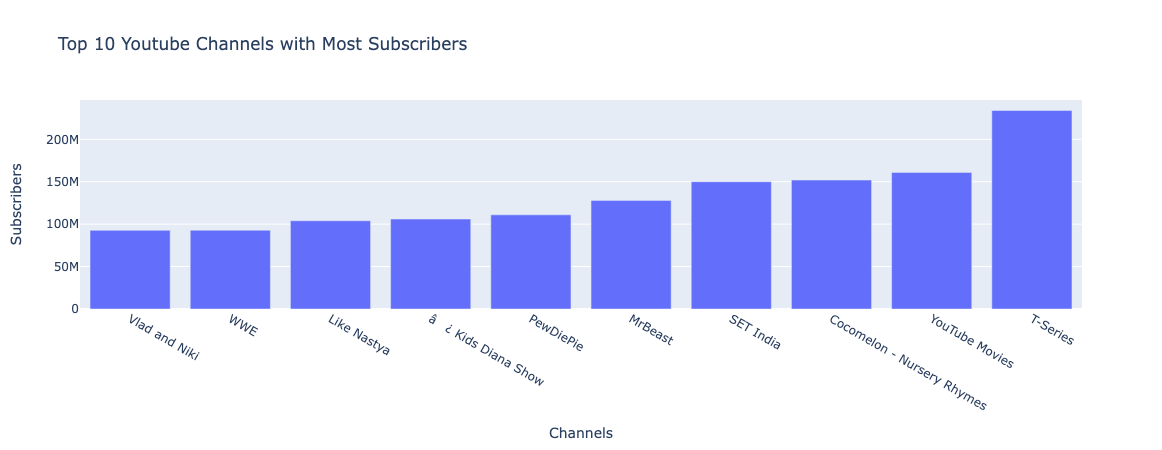 Top 10 Youtube Channels with Most Subscribers
Subscribers
200M
150M
100M
50M
0
Vlad and Niki
WWE
Like Nastya
â ¿ Kids Diana Show
PewDiePie
MrBeast
SET India
Cocomelon - Nursery Rhymes
YouTube Movies
T-Series
Channels